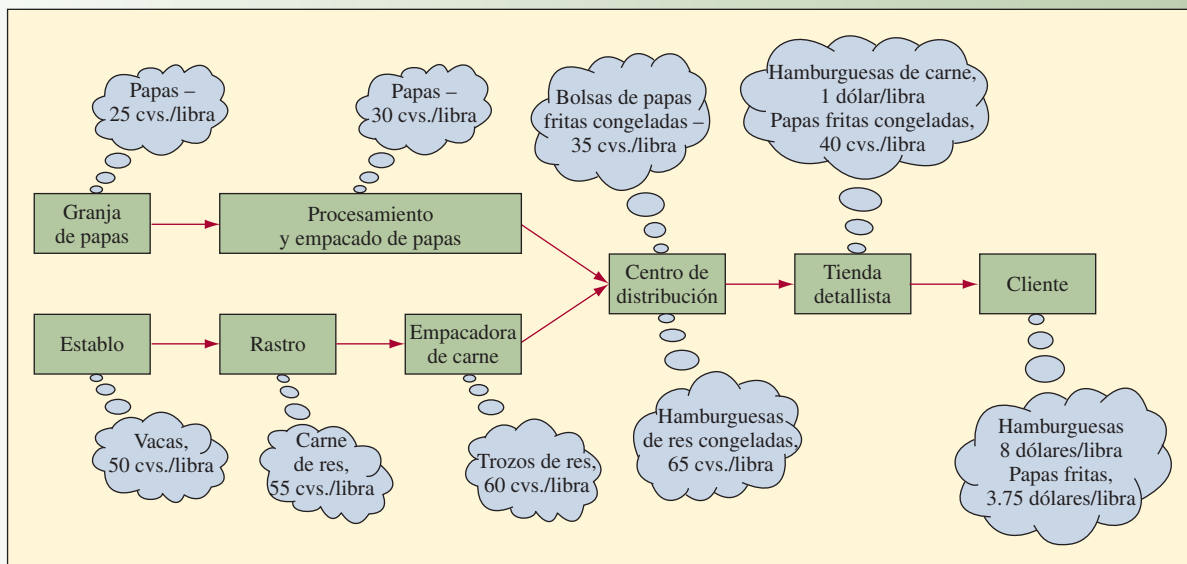 Papas –
25 cvs./libra
Papas –
30 cvs./libra
Bolsas de papas
fritas congeladas –
35 cvs./libra
Hamburguesas de carne,
1 dólar/libra
Papas fritas congeladas,
40 cvs./libra
Granja
de papas
Procesamiento
y empacado de papas
Centro de
distribución
Tienda
detallista
Cliente
Establo
Rastro
Empacadora
de carne
Vacas,
50 cvs./libra
Carne
de res,
55 cvs./libra
Trozos de res,
60 cvs./libra
Hamburguesas
de res congeladas,
65 cvs./libra
Hamburguesas
8 dólares/libra
Papas fritas,
3.75 dólares/libra